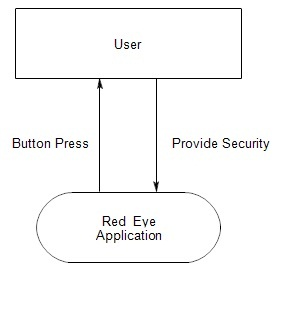 User
Button Press
Provide Security
Red Eye
Application